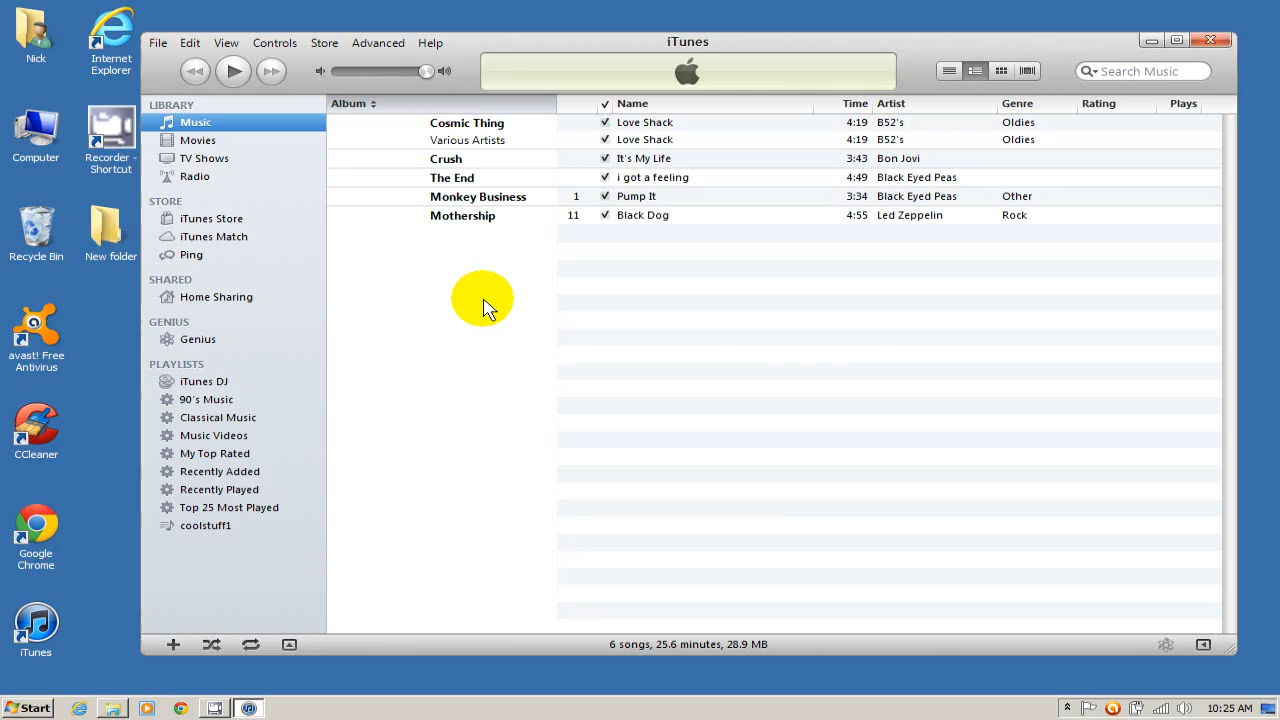 Nick
Internet
Explorer
Computer
Recorder -
Shortcut
Recycle Bin
New folder
avast! Free
Antivirus
CCleaner
Google
Chrome
iTunes
iTunes
File Edit View Controls Store Advanced Help
Search Music
LIBRARY
Music
Movies
TV Shows
Radio
STORE
iTunes Store
iTunes Match
Ping
SHARED
Home Sharing
GENIUS
Genius
PLAYLISTS
iTunes DJ
90's Music
Classical Music
Music Videos
My Top Rated
Recently Added
Recently Played
Top 25 Most Played
coolstuff1
Album Name Time Artist Genre Rating Plays
Cosmic Thing Love Shack 4:19 B52's Oldies
Various Artists Love Shack 4:19 B52's Oldies
Crush It's My Life 3:43 Bon Jovi
The End i got a feeling 4:49 Black Eyed Peas
Monkey Business 1 Pump It 3:34 Black Eyed Peas Other
Mothership 11 Black Dog 4:55 Led Zeppelin Rock
6 songs, 25.6 minutes, 28.9 MB
Start
10:25 AM